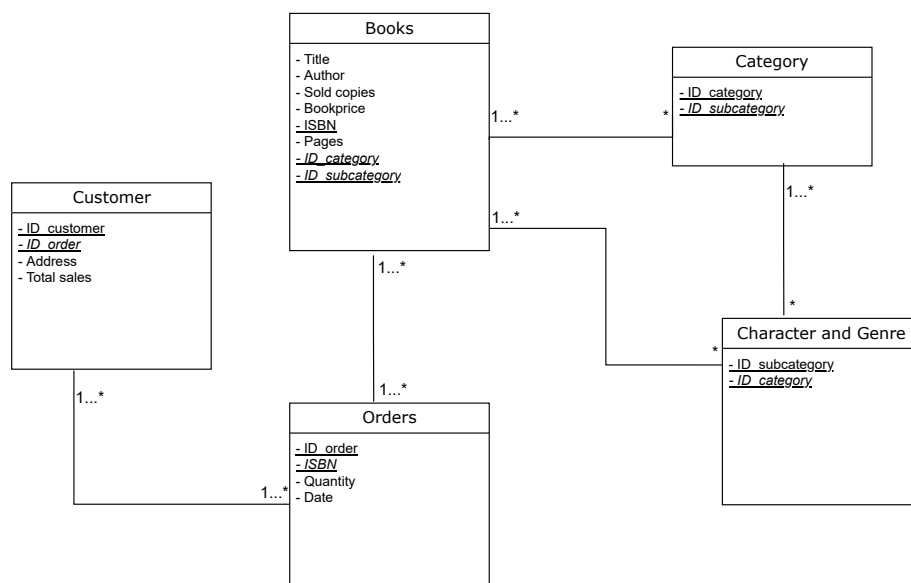 Books
- Title
- Author
- Sold copies
- Bookprice
- ISBN
- Pages
- ID_category
- ID_subcategory
Category
- ID_category
- ID_subcategory
1...*
*
1...*
*
1...*
*
Customer
- ID_customer
- ID_order
- Address
- Total sales
Character and Genre
- ID_subcategory
- ID_category
1...*
1...*
Orders
- ID_order
- ISBN
- Quantity
- Date
1...*
1...*